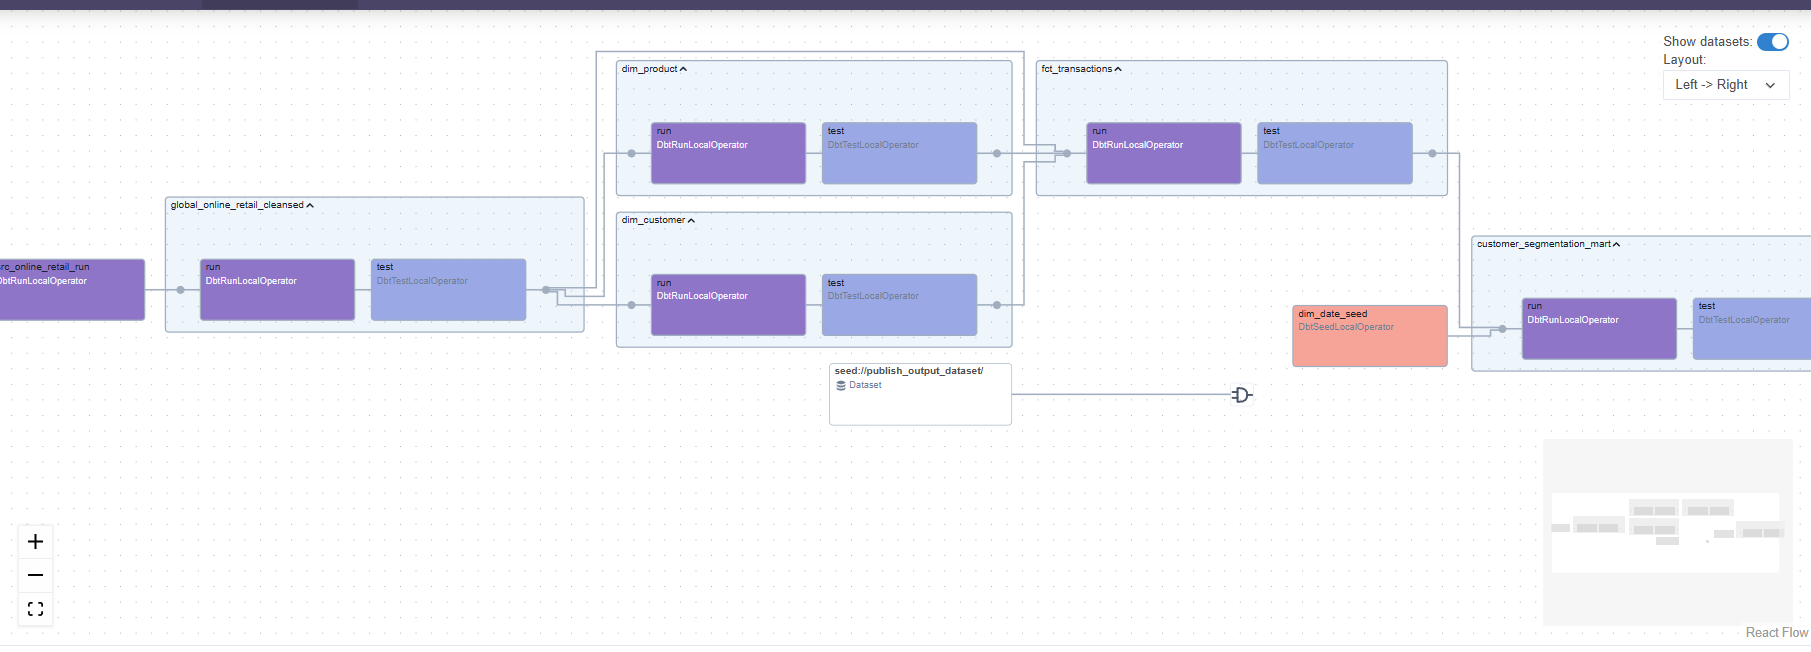 Show datasets:
Layout:
Left -> Right
dim_product
run
DbtRunLocalOperator
test
DbtTestLocalOperator
fct_transactions
run
DbtRunLocalOperator
test
DbtTestLocalOperator
global_online_retail_cleansed
run
DbtRunLocalOperator
test
DbtTestLocalOperator
dim_customer
run
DbtRunLocalOperator
test
DbtTestLocalOperator
rc_online_retail_run
DbtRunLocalOperator
customer_segmentation_mart
run
DbtRunLocalOperator
test
DbtTestLocalOperator
dim_date_seed
DbtSeedLocalOperator
seed://publish_output_dataset/
Dataset
React Flow